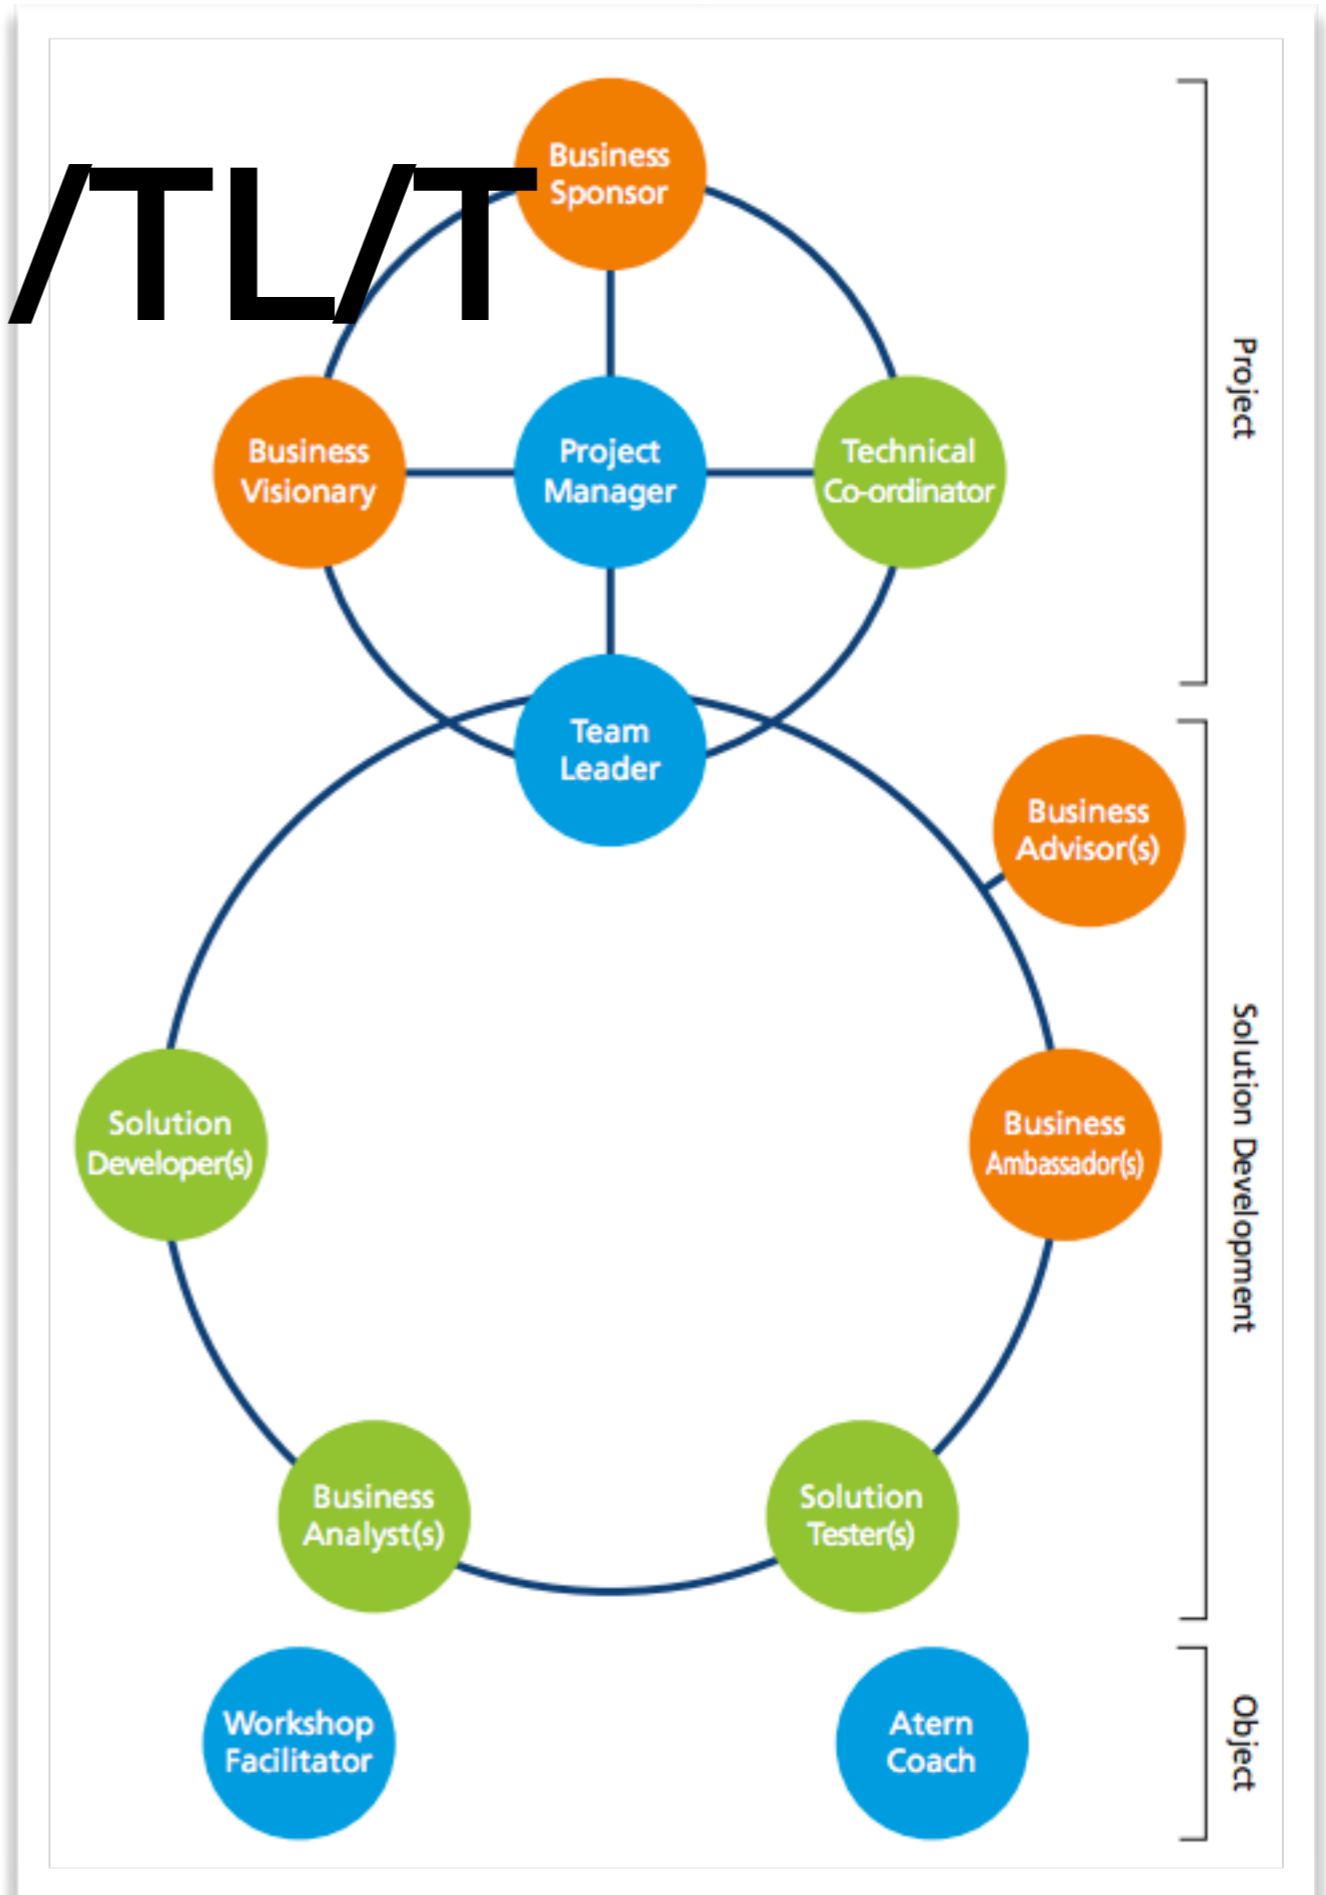 Business
Sponsor
/TL/T
Project
Business
Visionary
Project
Manager
Technical
Co-ordinator
Team
Leader
Business
Advisor(s)
Solution Development
Solution
Developer(s)
Business
Ambassador(s)
Business
Analyst(s)
Solution
Tester(s)
Workshop
Facilitator
Atern
Coach
Object